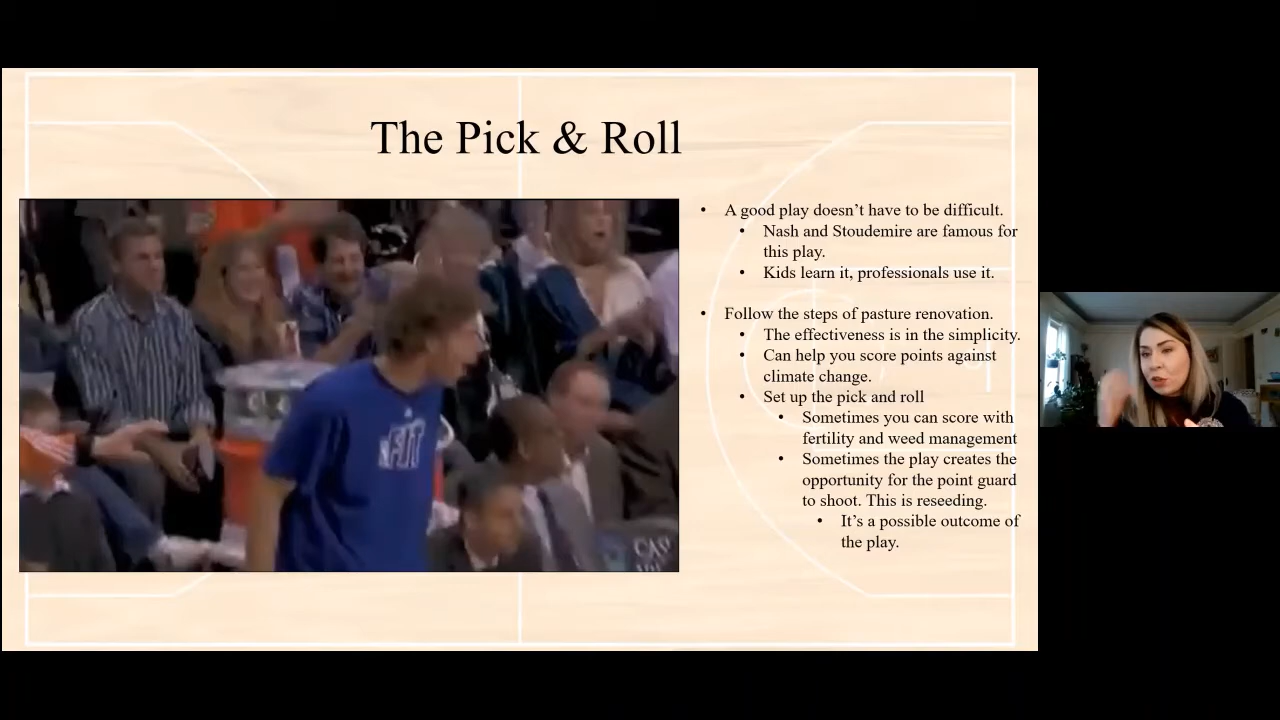 The Pick & Roll
• A good play doesn’t have to be difficult.
• Nash and Stoudemire are famous for
this play.
• Kids learn it, professionals use it.
• Follow the steps of pasture renovation.
• The effectiveness is in the simplicity.
• Can help you score points against
climate change.
• Set up the pick and roll
• Sometimes you can score with
fertility and weed management
• Sometimes the play creates the
opportunity for the point guard
to shoot. This is reseeding.
• It’s a possible outcome of
the play.